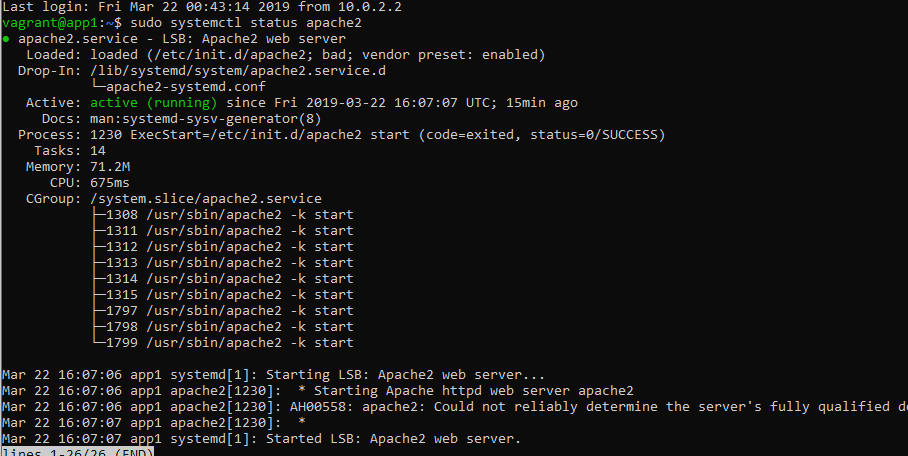 Last login: Fri Mar 22 00:43:14 2019 from 10.0.2.2
vagrant@app1:~$ sudo systemctl status apache2
● apache2.service - LSB: Apache2 web server
   Loaded: loaded (/etc/init.d/apache2; bad; vendor preset: enabled)
  Drop-In: /lib/systemd/system/apache2.service.d
           └─apache2-systemd.conf
   Active: active (running) since Fri 2019-03-22 16:07:07 UTC; 15min ago
     Docs: man:systemd-sysv-generator(8)
  Process: 1230 ExecStart=/etc/init.d/apache2 start (code=exited, status=0/SUCCESS)
    Tasks: 14
   Memory: 71.2M
      CPU: 675ms
   CGroup: /system.slice/apache2.service
           ├─1308 /usr/sbin/apache2 -k start
           ├─1311 /usr/sbin/apache2 -k start
           ├─1312 /usr/sbin/apache2 -k start
           ├─1313 /usr/sbin/apache2 -k start
           ├─1314 /usr/sbin/apache2 -k start
           ├─1315 /usr/sbin/apache2 -k start
           ├─1797 /usr/sbin/apache2 -k start
           ├─1798 /usr/sbin/apache2 -k start
           └─1799 /usr/sbin/apache2 -k start
Mar 22 16:07:06 app1 systemd[1]: Starting LSB: Apache2 web server...
Mar 22 16:07:06 app1 apache2[1230]:  * Starting Apache httpd web server apache2
Mar 22 16:07:06 app1 apache2[1230]: AH00558: apache2: Could not reliably determine the server's fully qualified
Mar 22 16:07:07 app1 apache2[1230]:  *
Mar 22 16:07:07 app1 systemd[1]: Started LSB: Apache2 web server.
lines 1-26/26 (END)